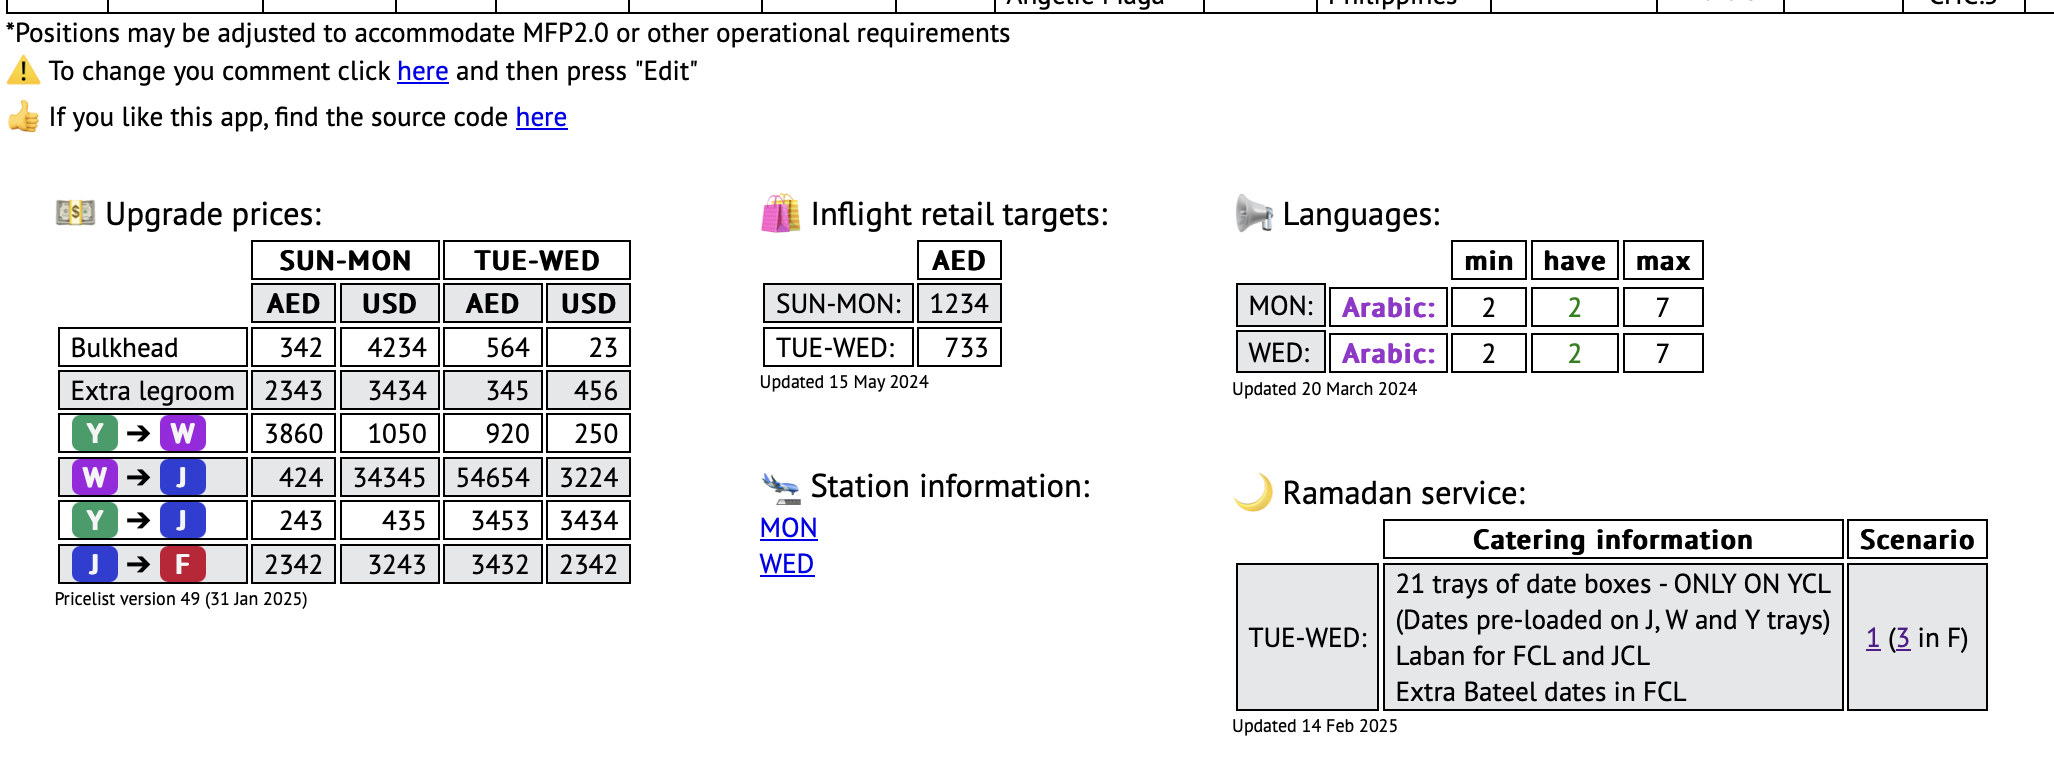 *Positions may be adjusted to accommodate MFP2.0 or other operational requirements
⚠️ To change you comment click here and then press "Edit"
👍 If you like this app, find the source code here
💵 Upgrade prices:
SUN-MON TUE-WED
AED USD AED USD
Bulkhead 342 4234 564 23
Extra legroom 2343 3434 345 456
Y ➔ W 3860 1050 920 250
W ➔ J 424 34345 54654 3224
Y ➔ J 243 435 3453 3434
J ➔ F 2342 3243 3432 2342
Pricelist version 49 (31 Jan 2025)
🛍️ Inflight retail targets:
AED
SUN-MON: 1234
TUE-WED: 733
Updated 15 May 2024
🛬 Station information:
MON
WED
📢 Languages:
min have max
MON: Arabic: 2 2 7
WED: Arabic: 2 2 7
Updated 20 March 2024
🌙 Ramadan service:
Catering information Scenario
TUE-WED: 21 trays of date boxes - ONLY ON YCL
(Dates pre-loaded on J, W and Y trays)
Laban for FCL and JCL
Extra Bateel dates in FCL
1 (3 in F)
Updated 14 Feb 2025